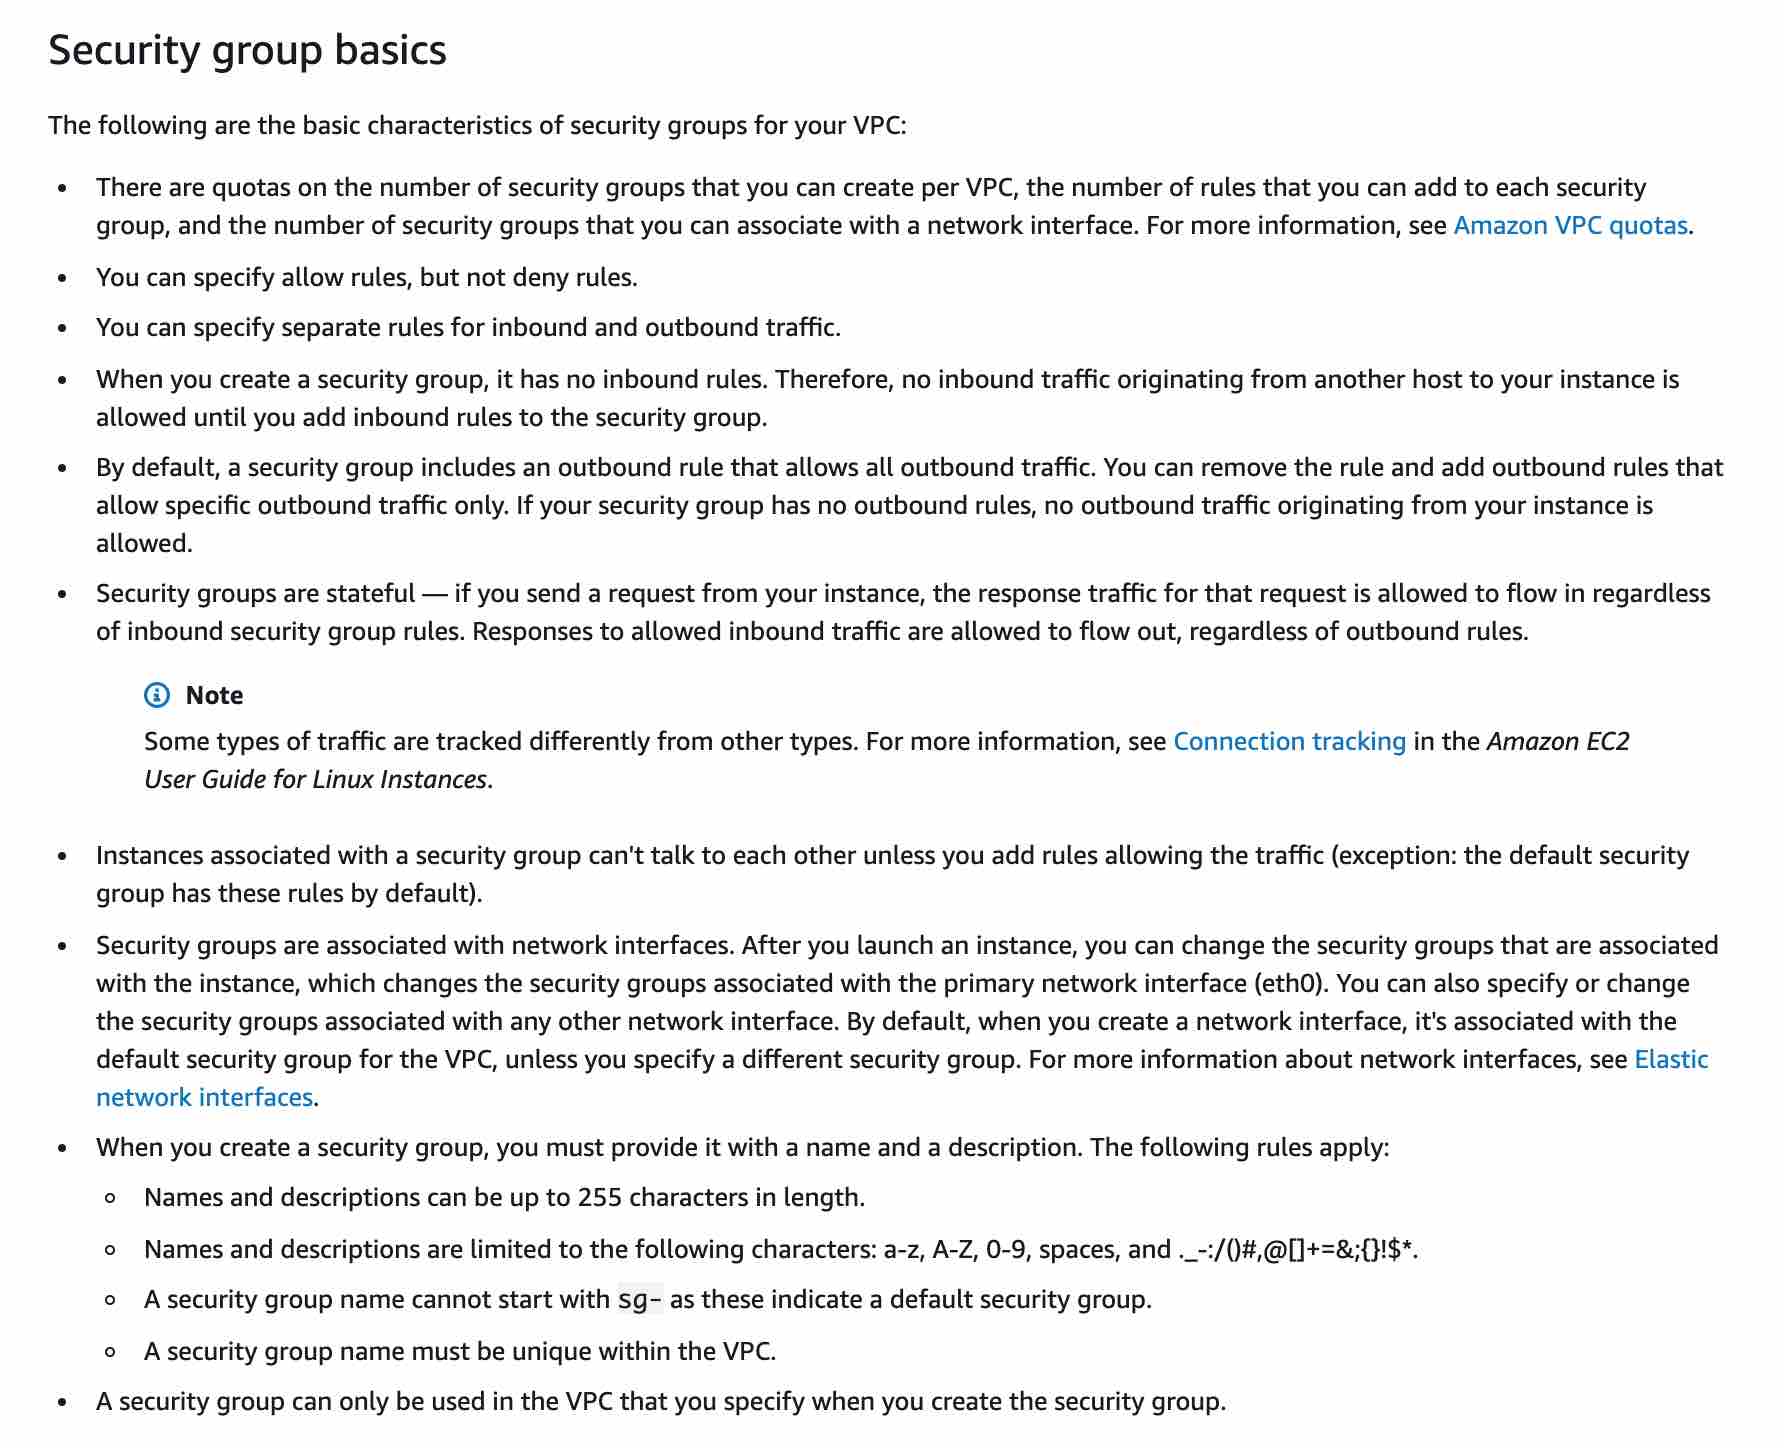 Security group basics
The following are the basic characteristics of security groups for your VPC:
• There are quotas on the number of security groups that you can create per VPC, the number of rules that you can add to each security
group, and the number of security groups that you can associate with a network interface. For more information, see Amazon VPC quotas.
• You can specify allow rules, but not deny rules.
• You can specify separate rules for inbound and outbound traffic.
• When you create a security group, it has no inbound rules. Therefore, no inbound traffic originating from another host to your instance is
allowed until you add inbound rules to the security group.
• By default, a security group includes an outbound rule that allows all outbound traffic. You can remove the rule and add outbound rules that
allow specific outbound traffic only. If your security group has no outbound rules, no outbound traffic originating from your instance is
allowed.
• Security groups are stateful — if you send a request from your instance, the response traffic for that request is allowed to flow in regardless
of inbound security group rules. Responses to allowed inbound traffic are allowed to flow out, regardless of outbound rules.
Note
Some types of traffic are tracked differently from other types. For more information, see Connection tracking in the Amazon EC2
User Guide for Linux Instances.
• Instances associated with a security group can't talk to each other unless you add rules allowing the traffic (exception: the default security
group has these rules by default).
• Security groups are associated with network interfaces. After you launch an instance, you can change the security groups that are associated
with the instance, which changes the security groups associated with the primary network interface (eth0). You can also specify or change
the security groups associated with any other network interface. By default, when you create a network interface, it's associated with the
default security group for the VPC, unless you specify a different security group. For more information about network interfaces, see Elastic
network interfaces.
• When you create a security group, you must provide it with a name and a description. The following rules apply:
◦ Names and descriptions can be up to 255 characters in length.
◦ Names and descriptions are limited to the following characters: a-z, A-Z, 0-9, spaces, and ._-:/()#,@[]+=&;{}!$*.
◦ A security group name cannot start with sg- as these indicate a default security group.
◦ A security group name must be unique within the VPC.
• A security group can only be used in the VPC that you specify when you create the security group.